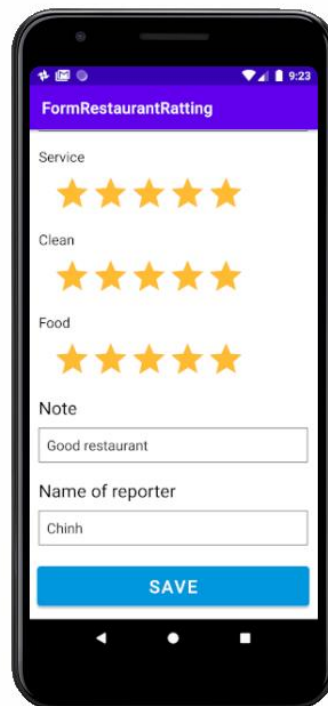 9:23
FormRestaurantRatting
Service
Clean
Food
Note
Good restaurant
Name of reporter
Chinh
SAVE